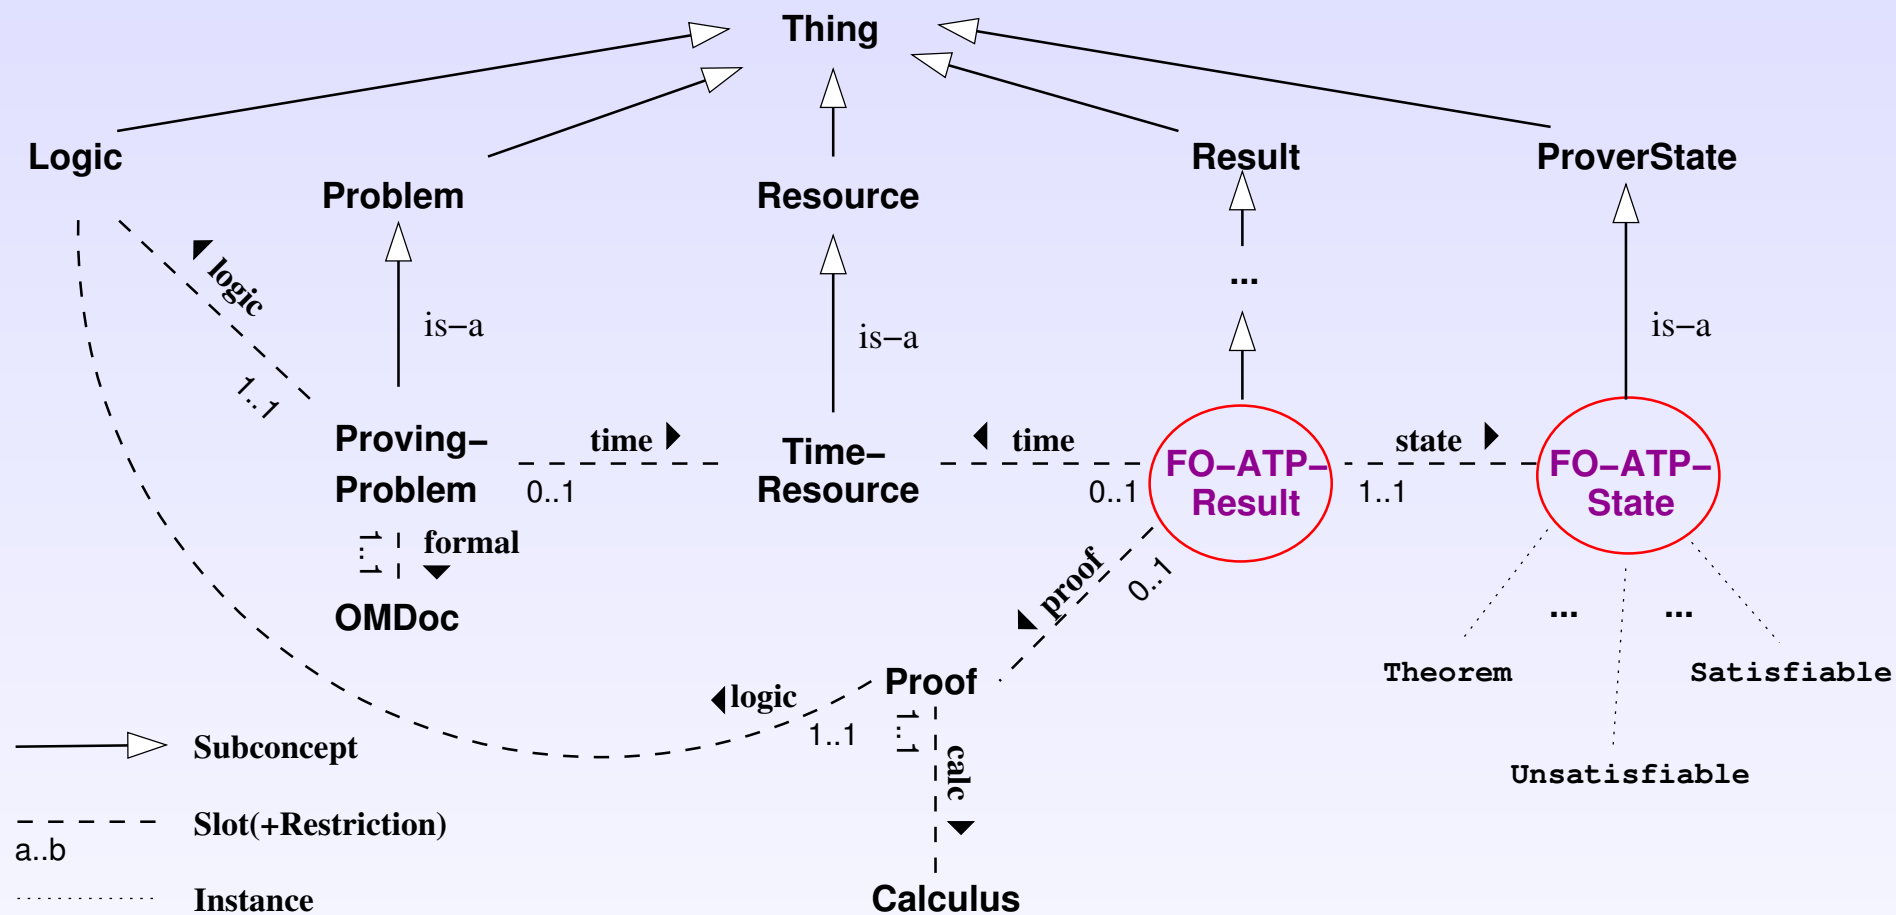 Thing
Logic
Result
ProverState
Problem
Resource
logic
...
is–a
is–a
is–a
1..1
Proving–
Problem
time
0..1
Time–
Resource
time
0..1
FO–ATP–
Result
state
1..1
FO–ATP–
State
1..1
formal
OMDoc
proof
0..1
...
...
Theorem
Satisfiable
Unsatisfiable
Proof
logic
1..1
1..1
calc
Calculus
Subconcept
Slot(+Restriction)
a..b
Instance